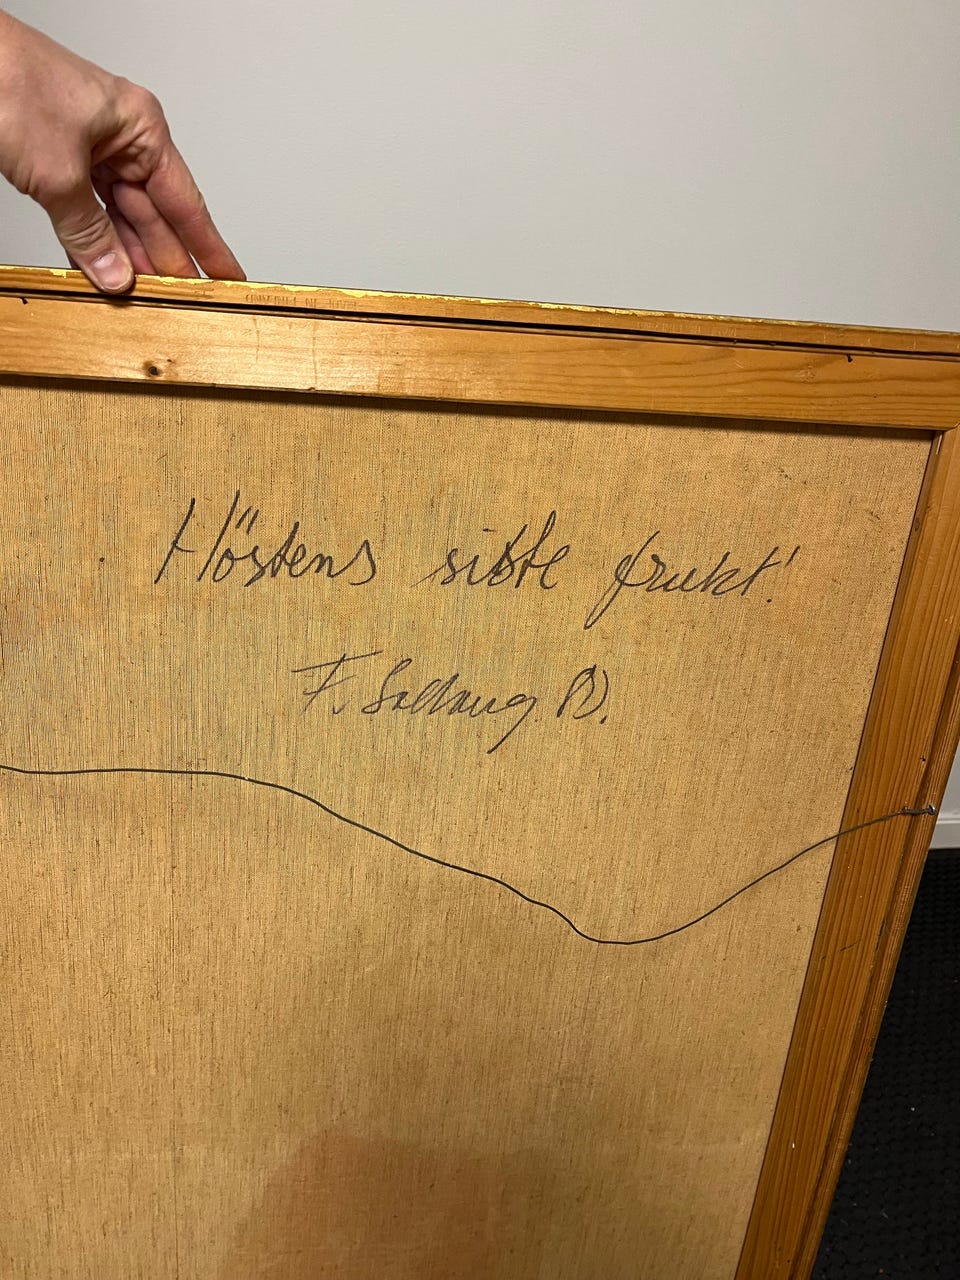 Höstens siste frukt!
F. B.